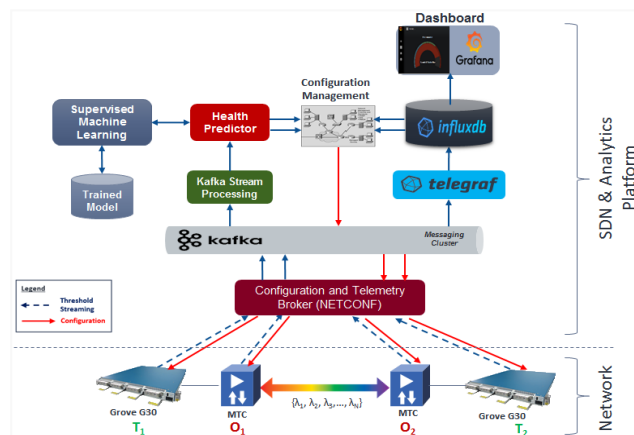 Dashboard
Grafana
Configuration
Management
Supervised
Machine
Learning
Health
Predictor
influxdb
Trained
Model
Kafka Stream
Processing
telegraf
kafka
Messaging
Cluster
SDN & Analytics
Platform
Configuration and Telemetry
Broker (NETCONF)
Legend
Threshold
Streaming
Configuration
Network
Grove G30
T1
MTC
O1
{λ1, λ2, λ3,..., λN}
MTC
O2
Grove G30
T2